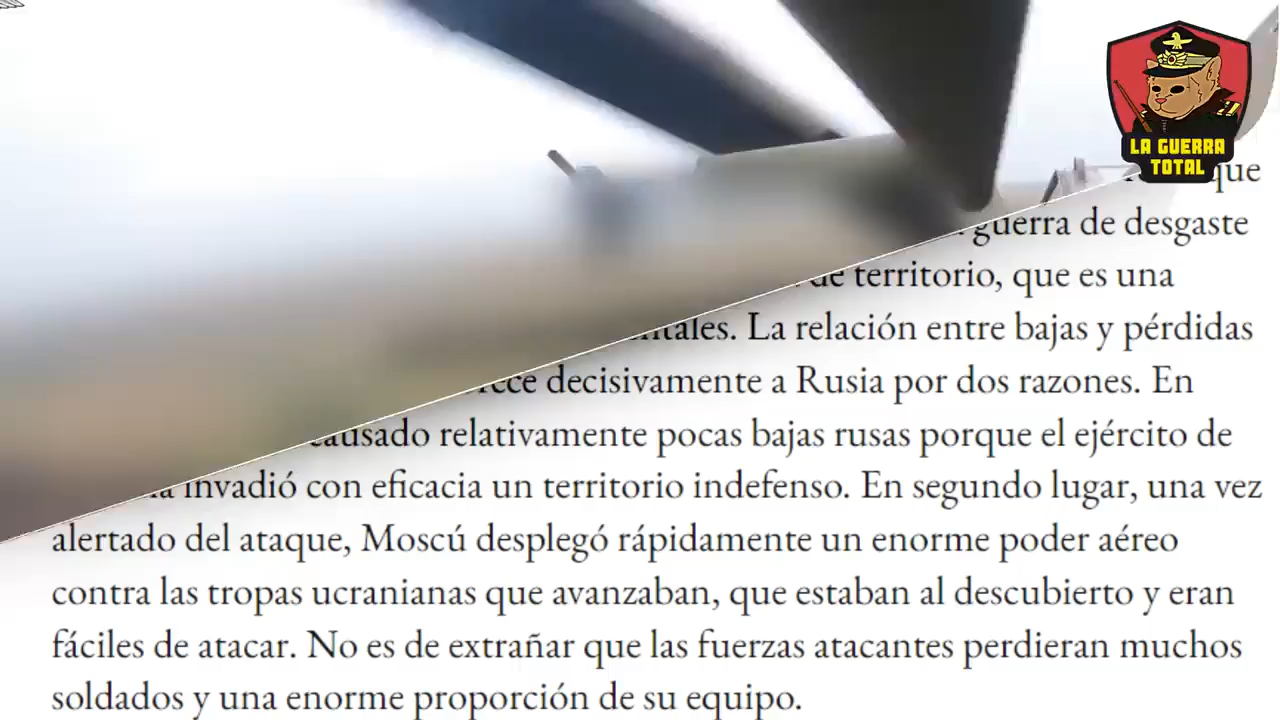 LA GUERRA
TOTAL
que
guerra de desgaste
de territorio, que es una
La relación entre bajas y pérdidas
decisivamente a Rusia por dos razones. En
causado relativamente pocas bajas rusas porque el ejército de
invadió con eficacia un territorio indefenso. En segundo lugar, una vez
alertado del ataque, Moscú desplegó rápidamente un enorme poder aéreo
contra las tropas ucranianas que avanzaban, que estaban al descubierto y eran
fáciles de atacar. No es de extrañar que las fuerzas atacantes perdieran muchos
soldados y una enorme proporción de su equipo.